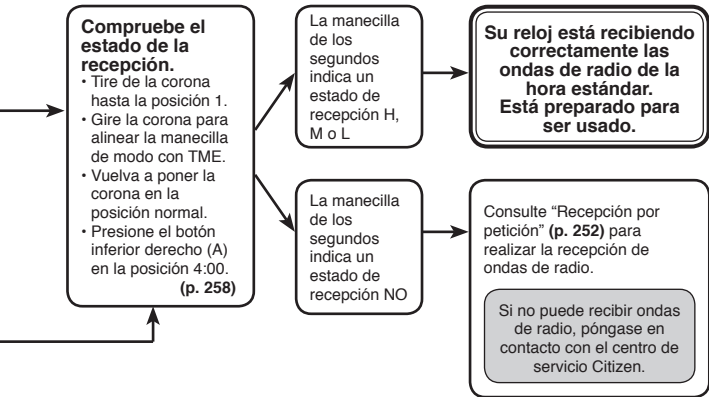 Compruebe el
estado de la
recepción.
• Tire de la corona
hasta la posición 1.
• Gire la corona para
alinear la manecilla
de modo con TME.
• Vuelva a poner la
corona en la
posición normal.
• Presione el botón
inferior derecho (A)
en la posición 4:00.
(p. 258)
La manecilla
de los
segundos
indica un
estado de
recepción H,
M o L
Su reloj está recibiendo
correctamente las
ondas de radio de la
hora estándar.
Está preparado para
ser usado.
La manecilla
de los
segundos
indica un
estado de
recepción NO
Consulte “Recepción por
petición” (p. 252) para
realizar la recepción de
ondas de radio.
Si no puede recibir ondas
de radio, póngase en
contacto con el centro de
servicio Citizen.